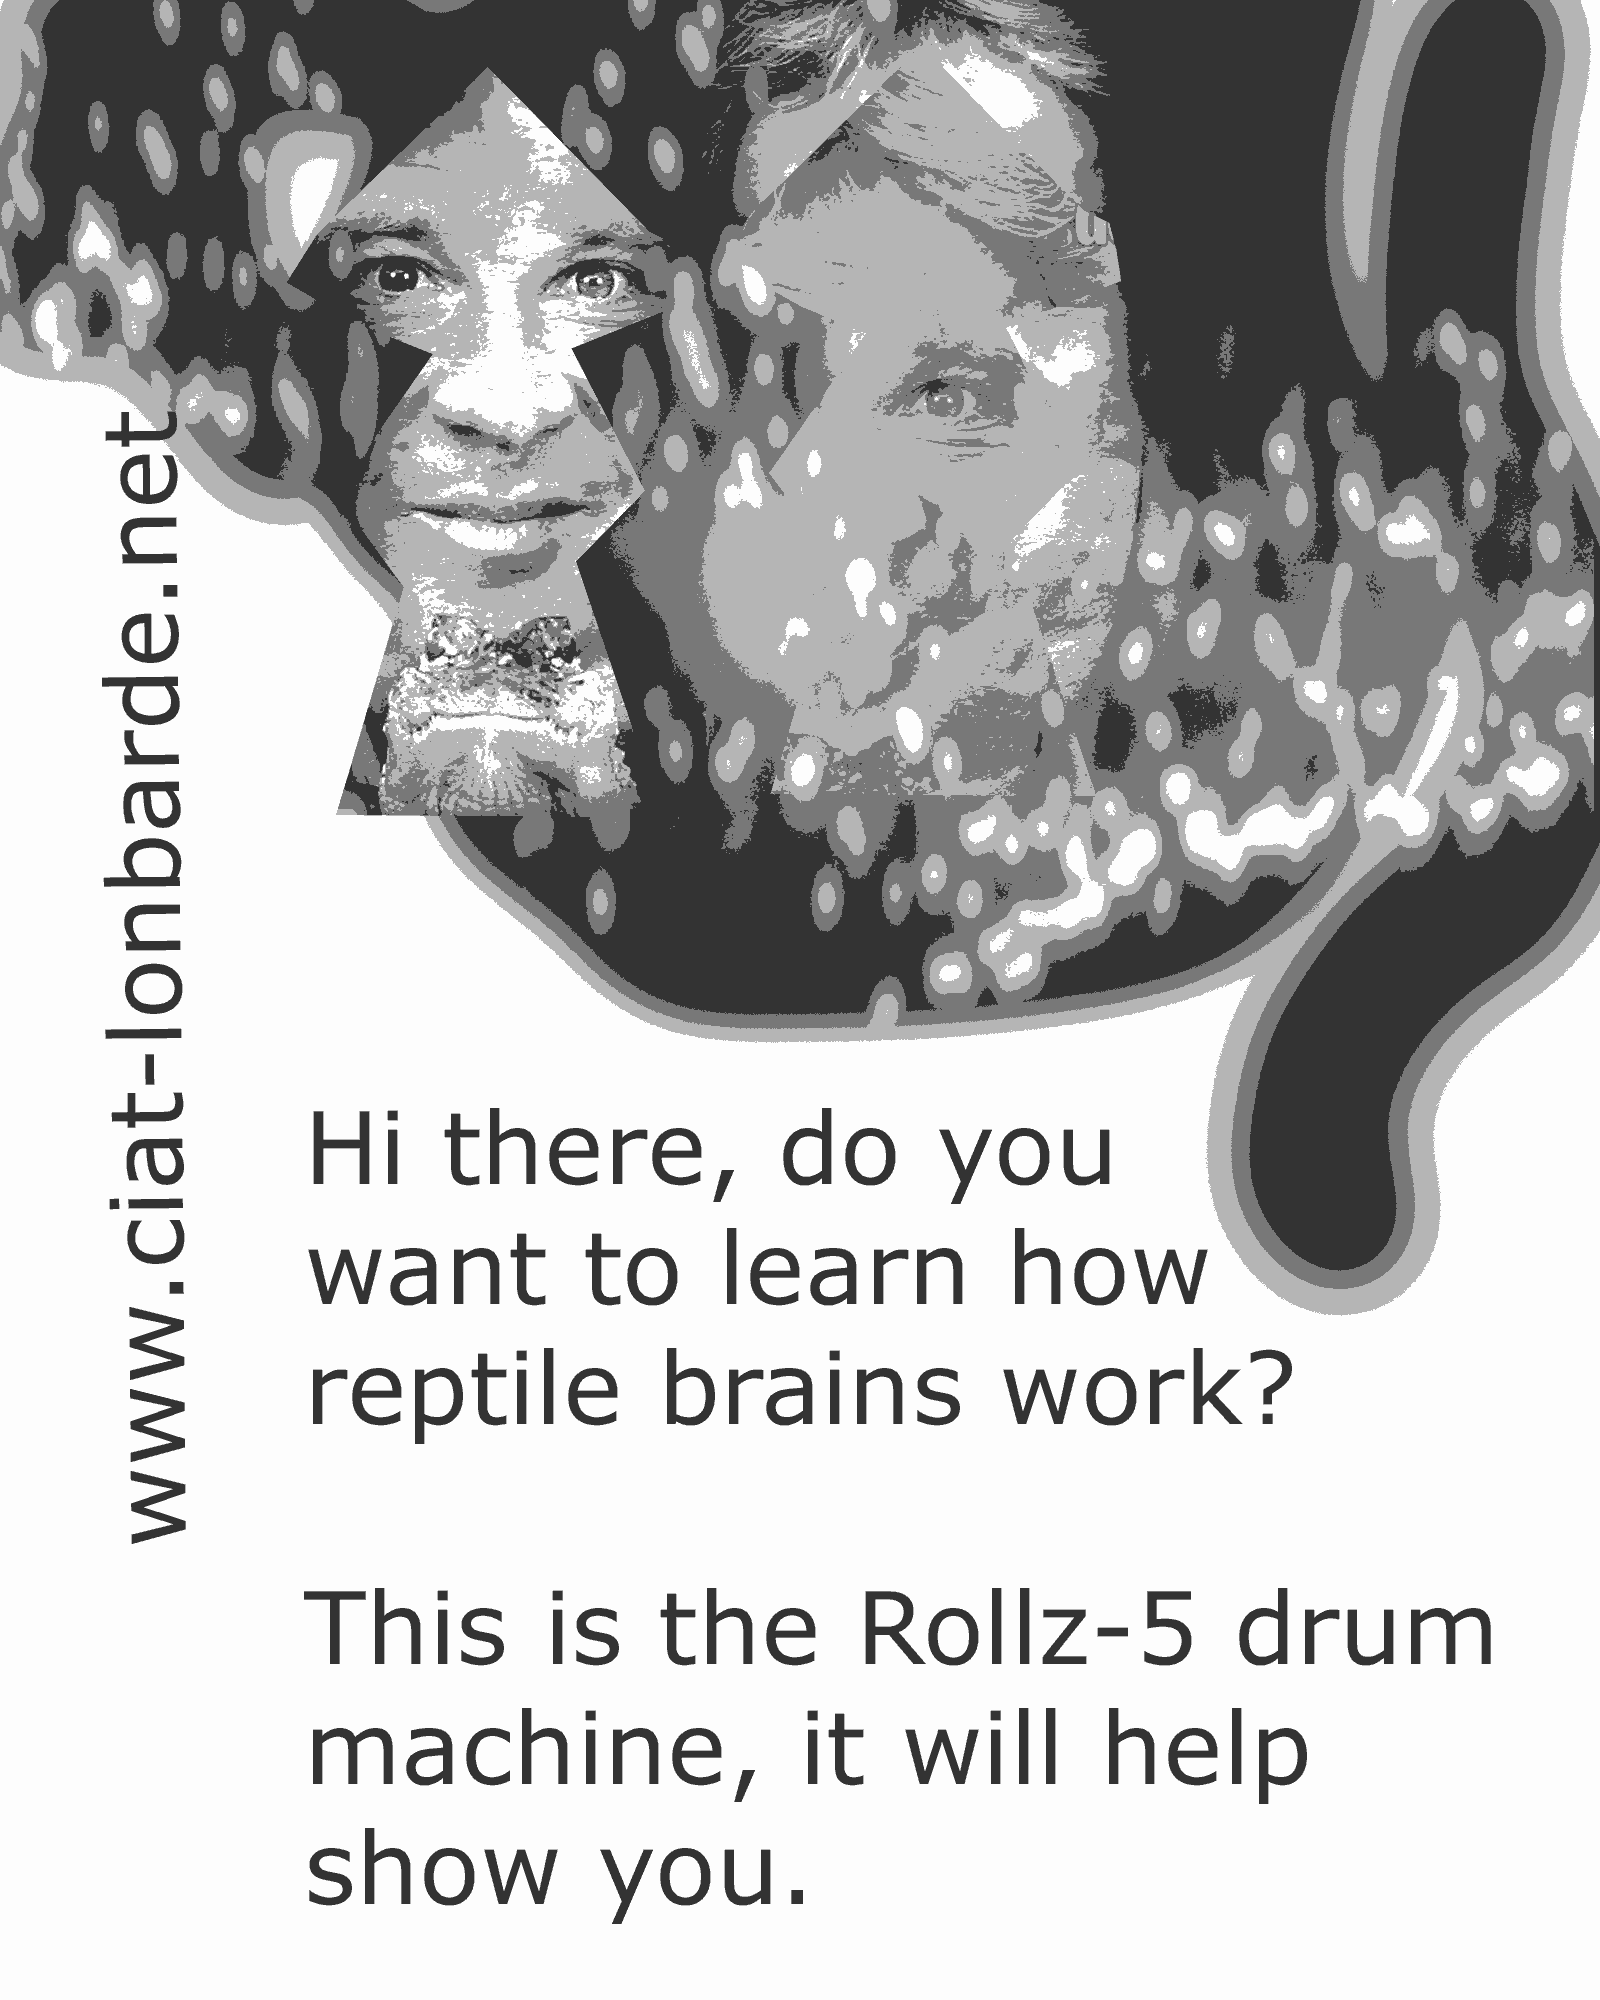 www.ciat-lonbarde.net
Hi there, do you
want to learn how
reptile brains work?
This is the Rollz-5 drum
machine, it will help
show you.